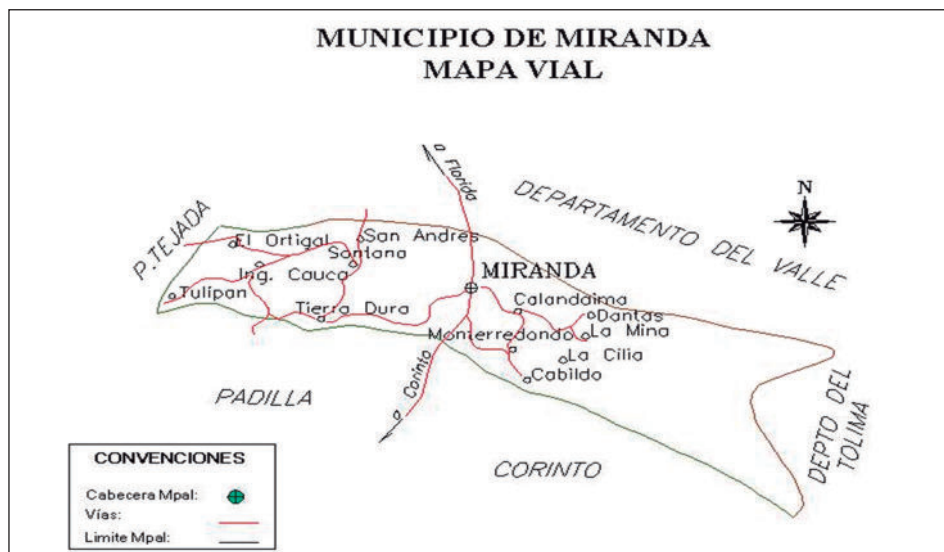 MUNICIPIO DE MIRANDA
MAPA VIAL
a Florida
DEPARTAMENTO DEL VALLE
N
P.TEJADA
El Ortigal
San Andres
Santana
Ing. Cauca
MIRANDA
Tulipan
Tierra Dura
Calandaima
Dantas
Monterredondo
La Mina
La Cilia
Cabildo
a Corinto
PADILLA
CORINTO
DEPTO DEL
TOLIMA
CONVENCIONES
Cabecera Mpal:
Vías:
Limite Mpal: